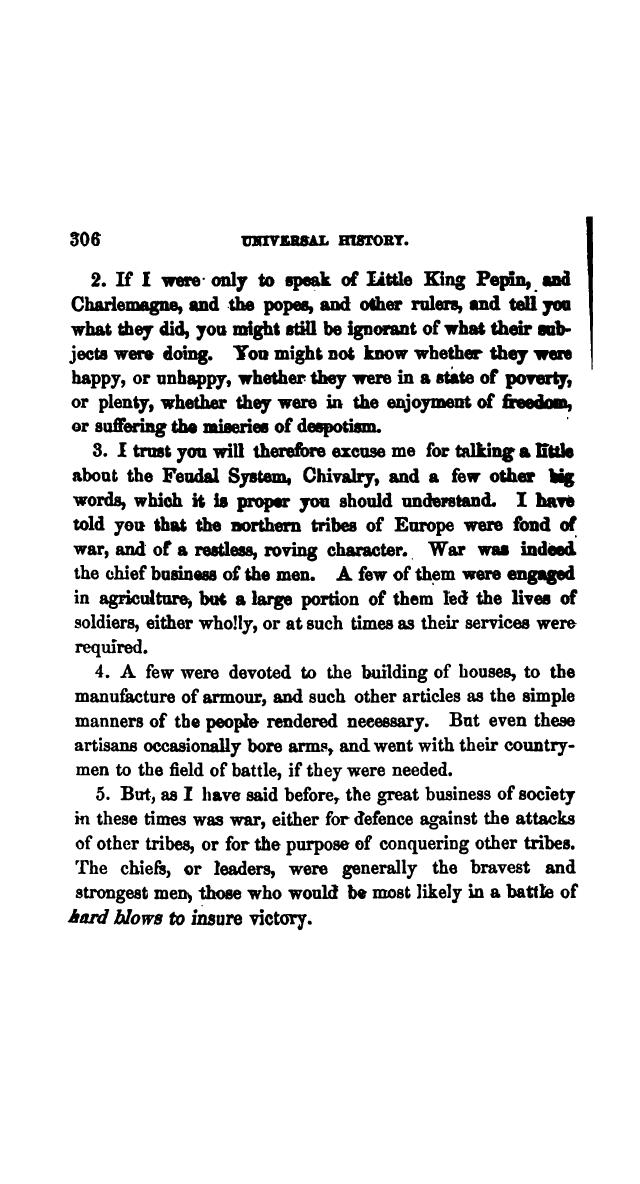 306 UNIVERSAL HISTORY.
2. If I were only to speak of Little King Pepin, and
Charlemagne, and the popes, and other rulers, and tell you
what they did, you might still be ignorant of what their sub-
jects were doing. You might not know whether they were
happy, or unhappy, whether they were in a state of poverty,
or plenty, whether they were in the enjoyment of freedom,
or suffering the miseries of despotism.
3. I trust you will therefore excuse me for talking a little
about the Feudal System, Chivalry, and a few other big
words, which it is proper you should understand. I have
told you that the northern tribes of Europe were fond of
war, and of a restless, roving character. War was indeed
the chief business of the men. A few of them were engaged
in agriculture, but a large portion of them led the lives of
soldiers, either wholly, or at such times as their services were
required.
4. A few were devoted to the building of houses, to the
manufacture of armour, and such other articles as the simple
manners of the people rendered necessary. But even these
artisans occasionally bore arms, and went with their country-
men to the field of battle, if they were needed.
5. But, as I have said before, the great business of society
in these times was war, either for defence against the attacks
of other tribes, or for the purpose of conquering other tribes.
The chiefs, or leaders, were generally the bravest and
strongest men, those who would be most likely in a battle of
hard blows to insure victory.